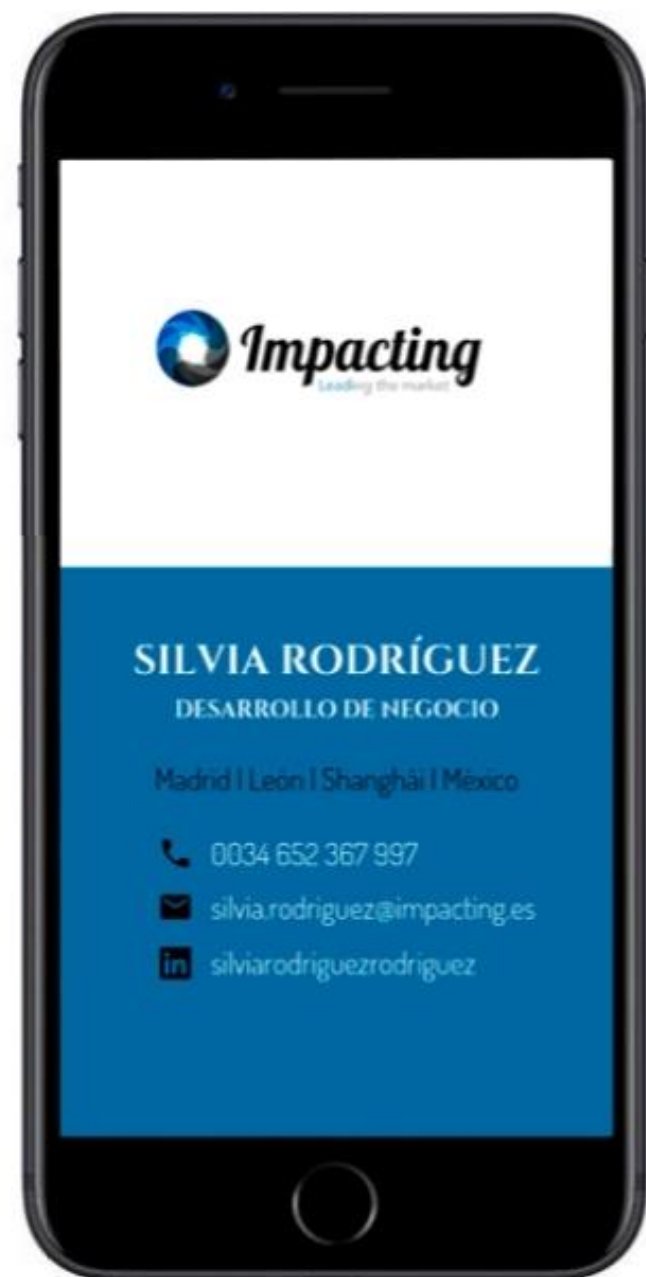 Impacting
Leading the market
SILVIA RODRÍGUEZ
DESARROLLO DE NEGOCIO
Madrid | León | Shanghái | México
0034 652 367 997
silvia.rodriguez@impacting.es
in silviarodriguezrodriguez